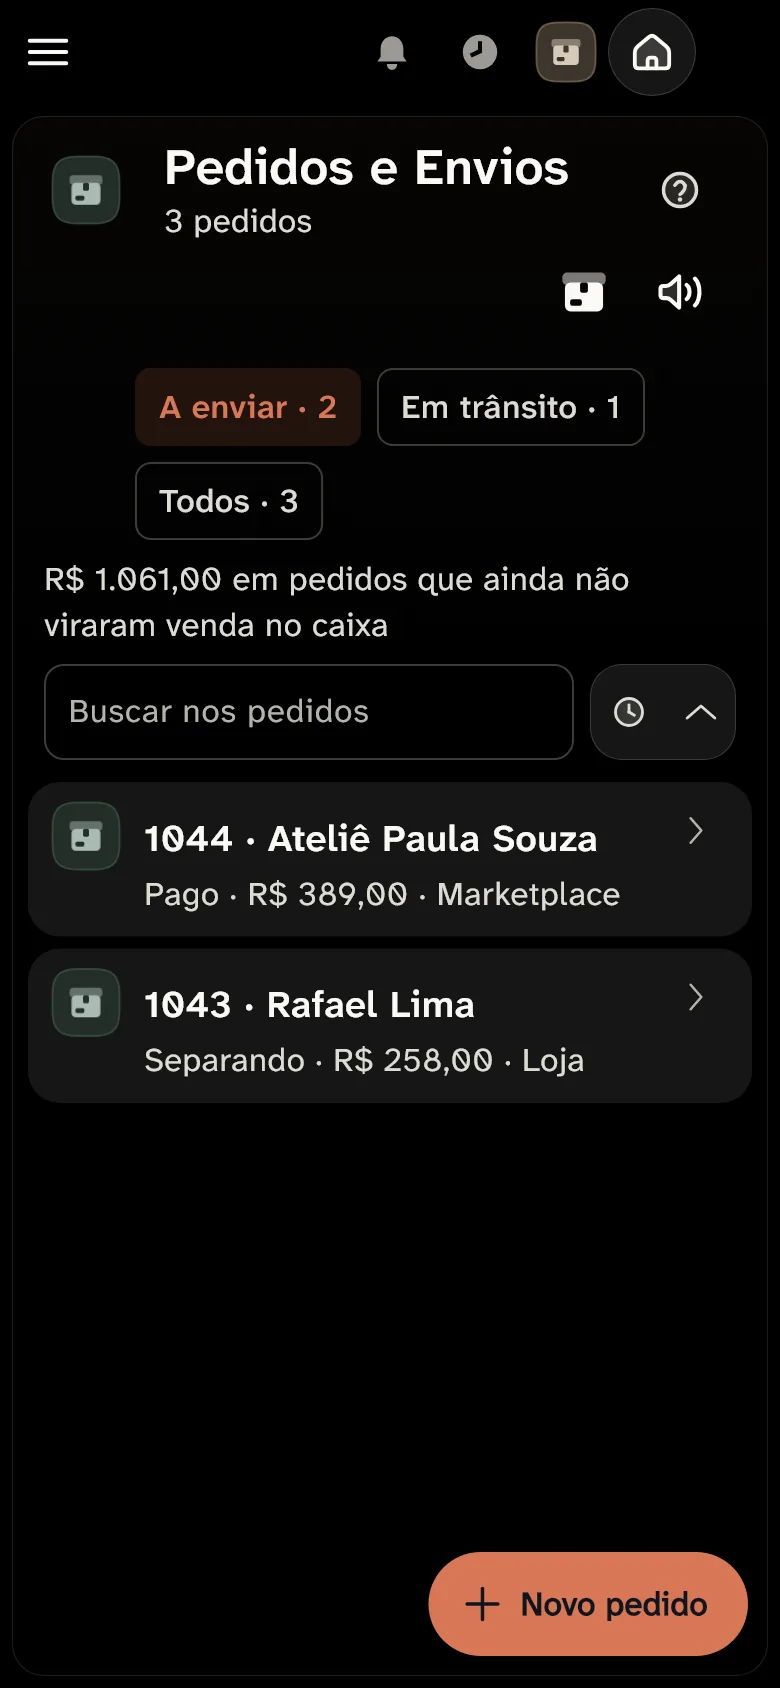 Pedidos e Envios
3 pedidos
A enviar · 2
Em trânsito · 1
Todos · 3
R$ 1.061,00 em pedidos que ainda não
viraram venda no caixa
Buscar nos pedidos
1044 · Ateliê Paula Souza
Pago · R$ 389,00 · Marketplace
1043 · Rafael Lima
Separando · R$ 258,00 · Loja
Novo pedido